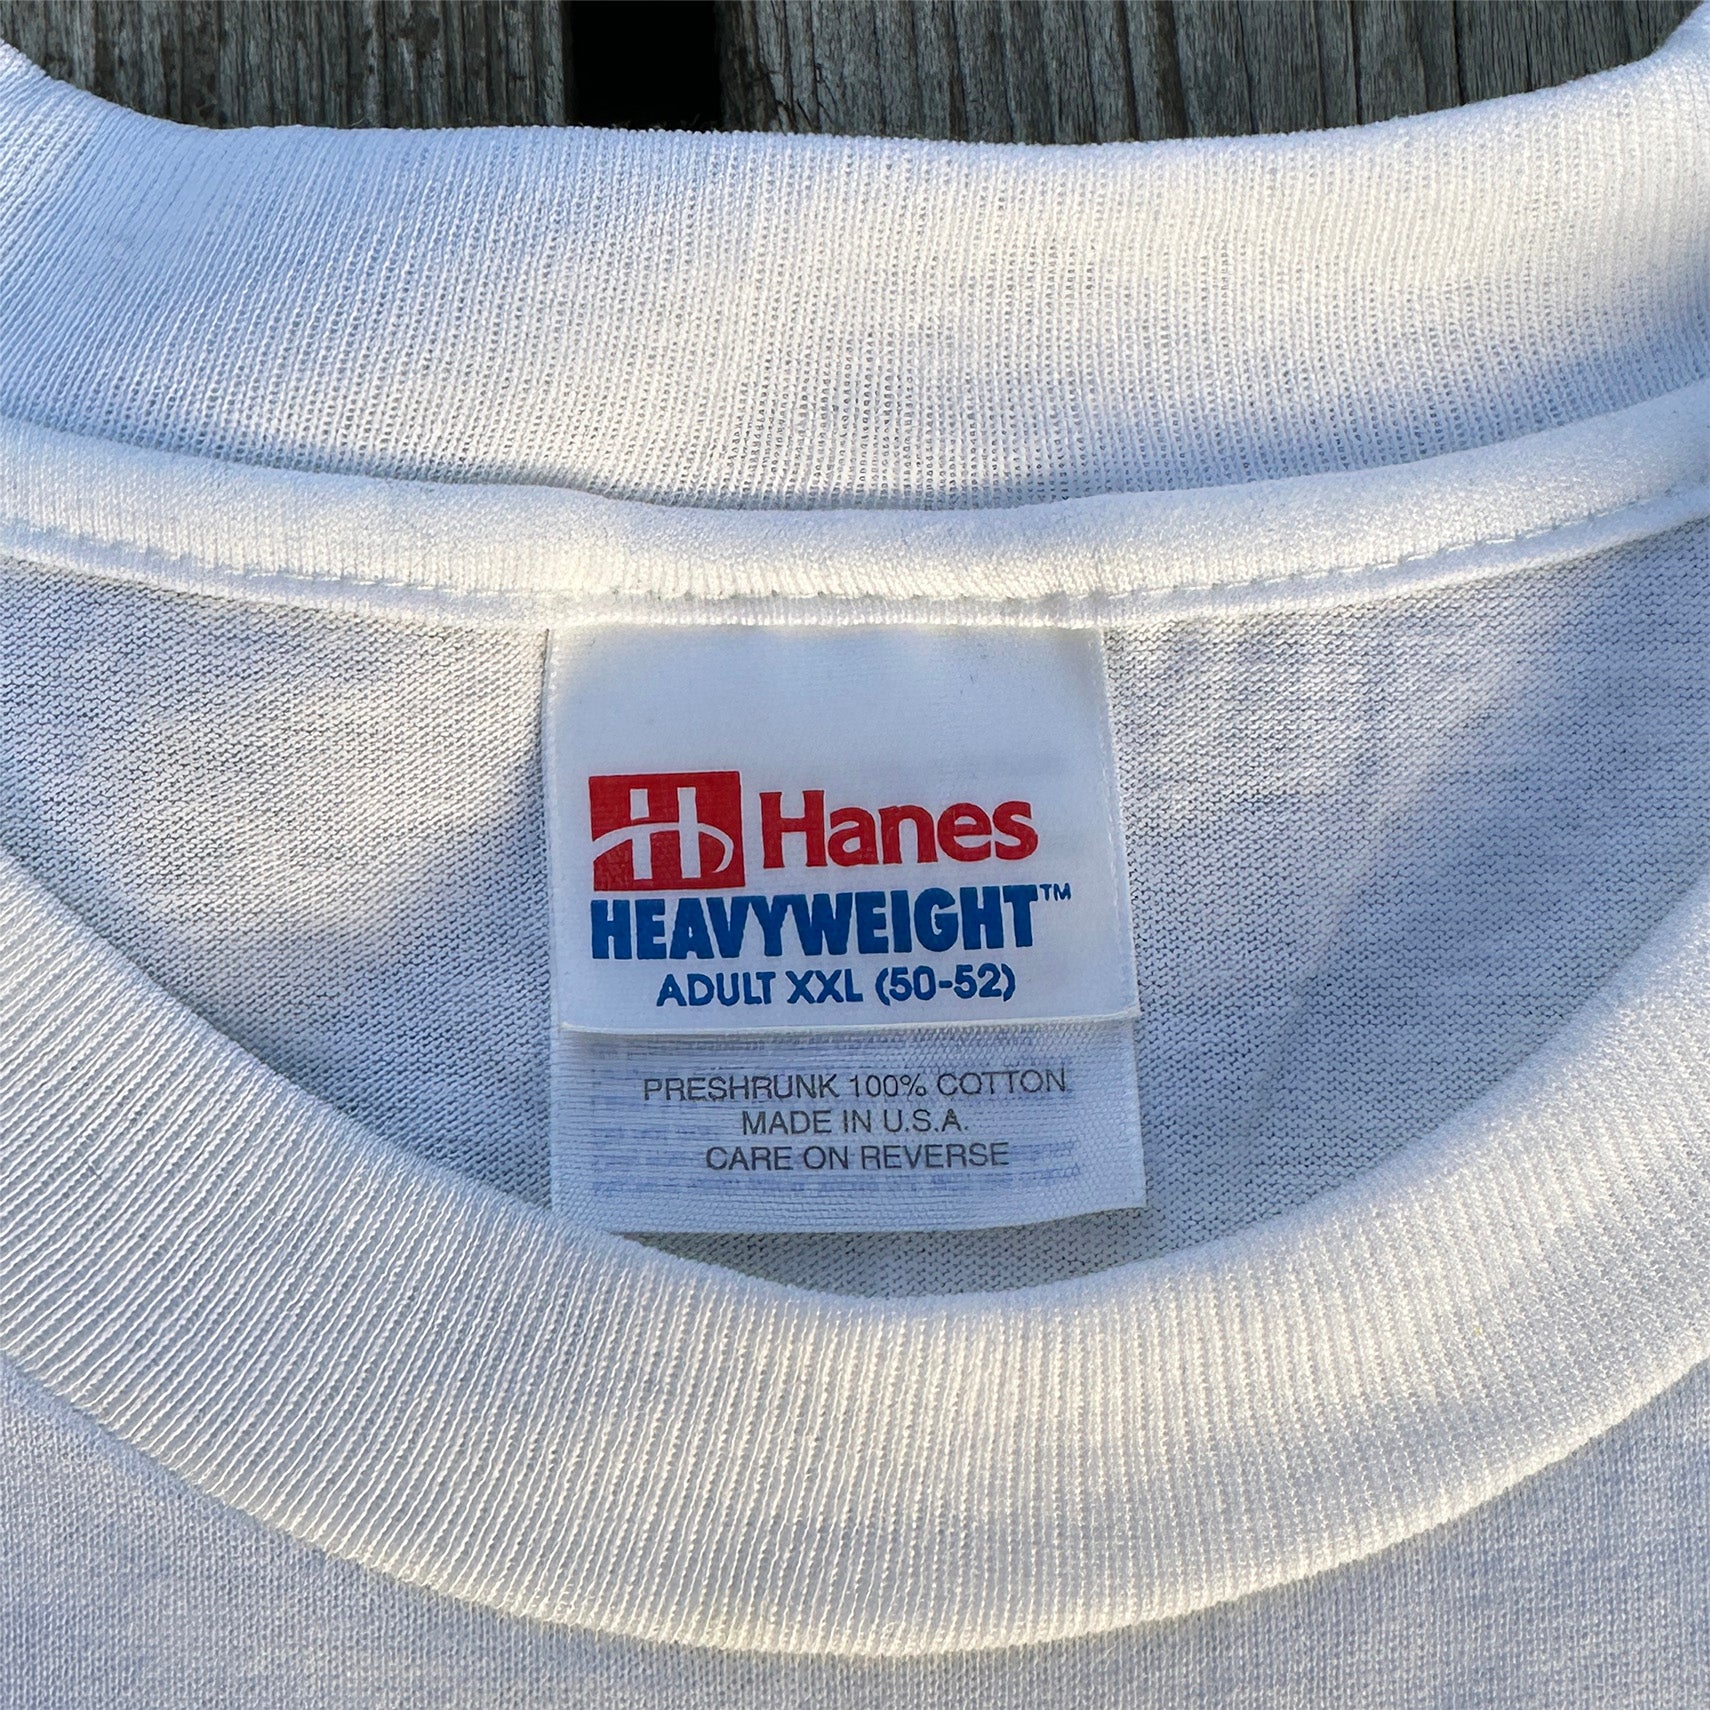 H Hanes
HEAVYWEIGHT™
ADULT XXL (50-52)
PRESHRUNK 100% COTTON
MADE IN U.S.A.
CARE ON REVERSE